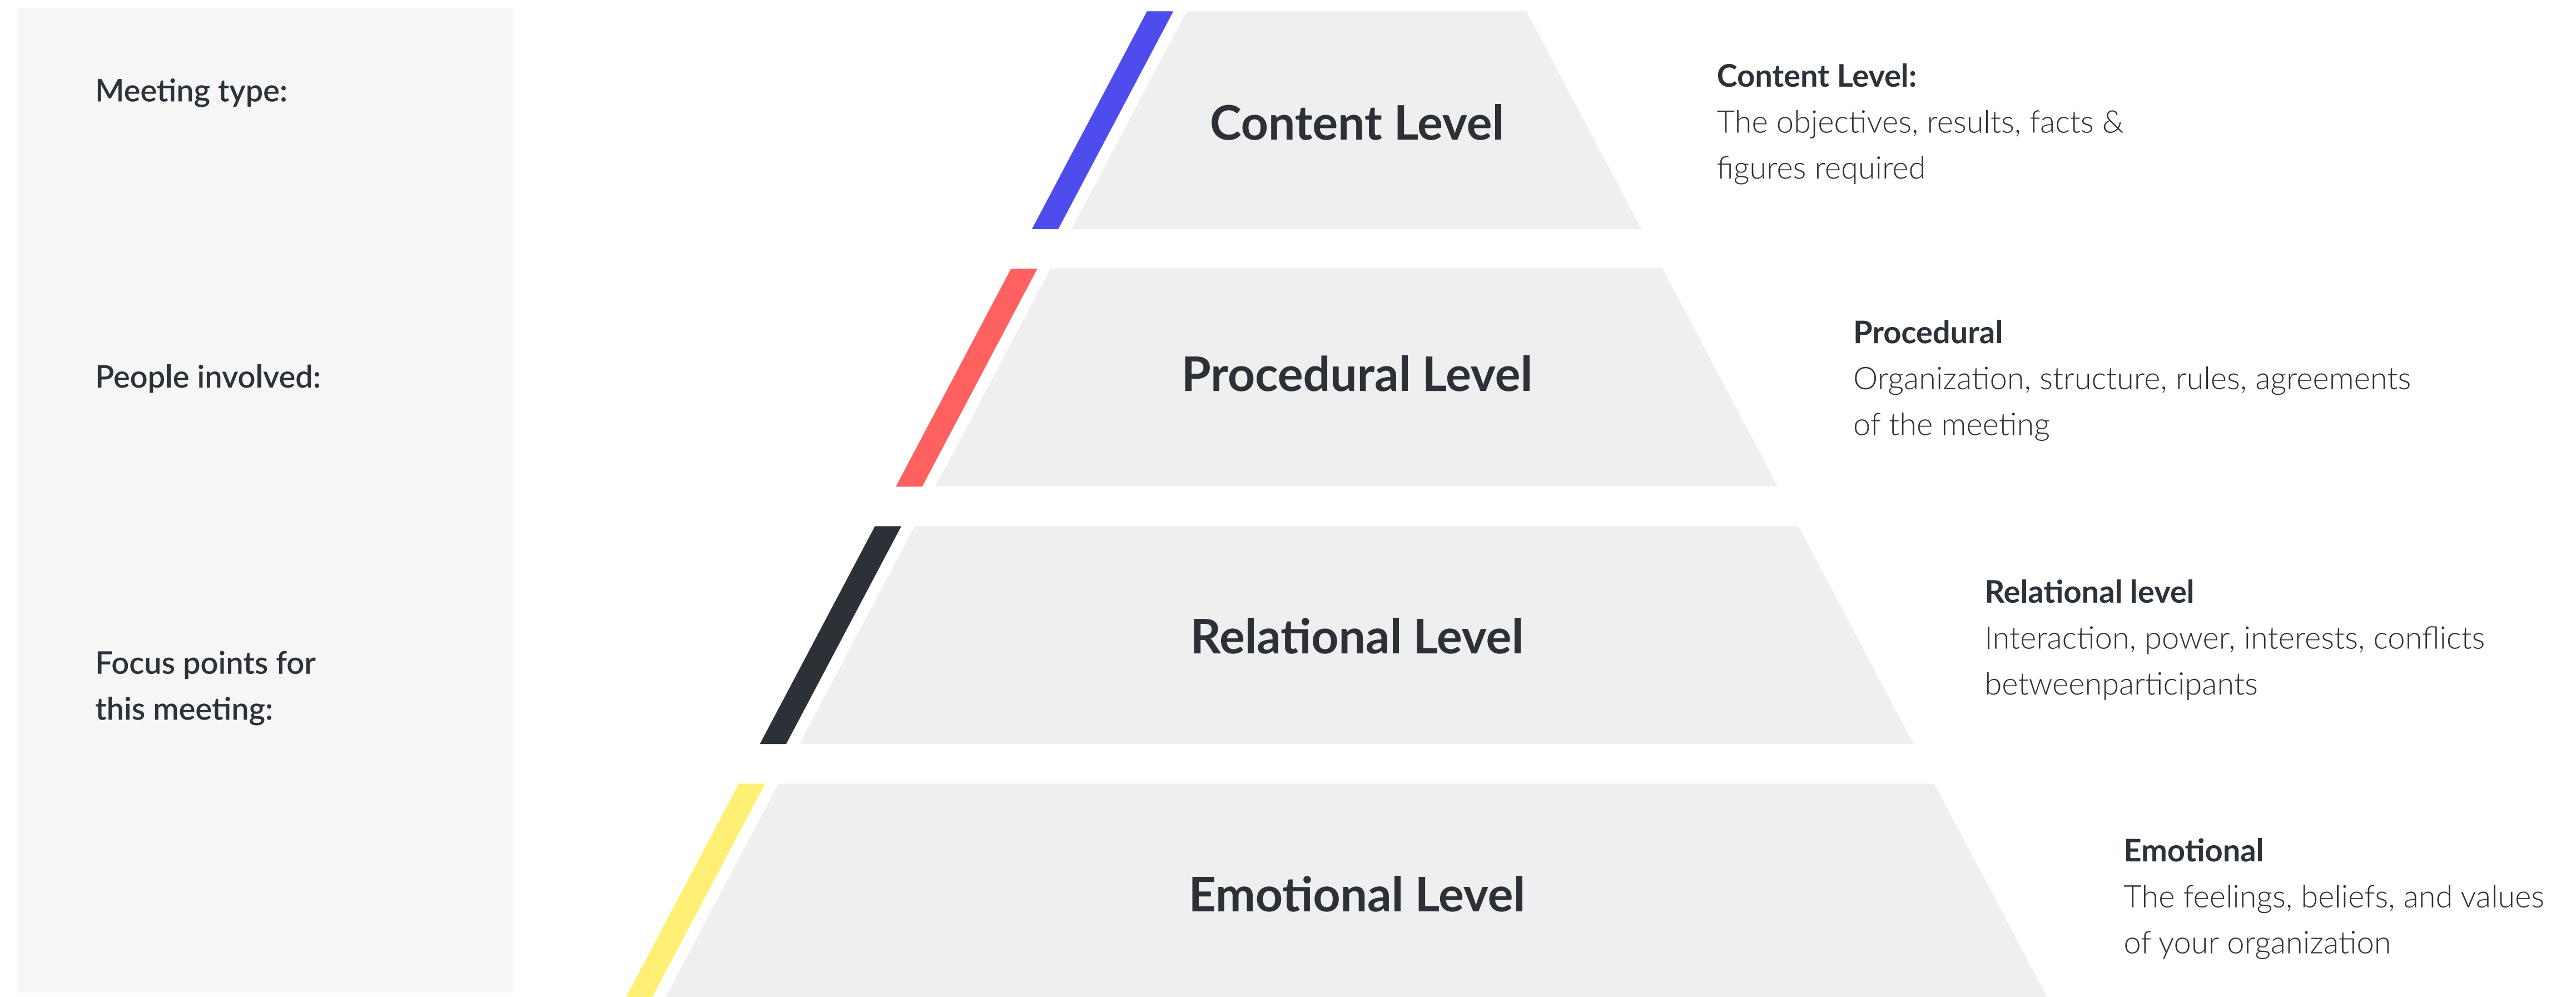 Meeting type:
People involved:
Focus points for
this meeting:
Content Level
Content Level:
The objectives, results, facts &
figures required
Procedural Level
Procedural
Organization, structure, rules, agreements
of the meeting
Relational Level
Relational level
Interaction, power, interests, conflicts
betweenparticipants
Emotional Level
Emotional
The feelings, beliefs, and values
of your organization